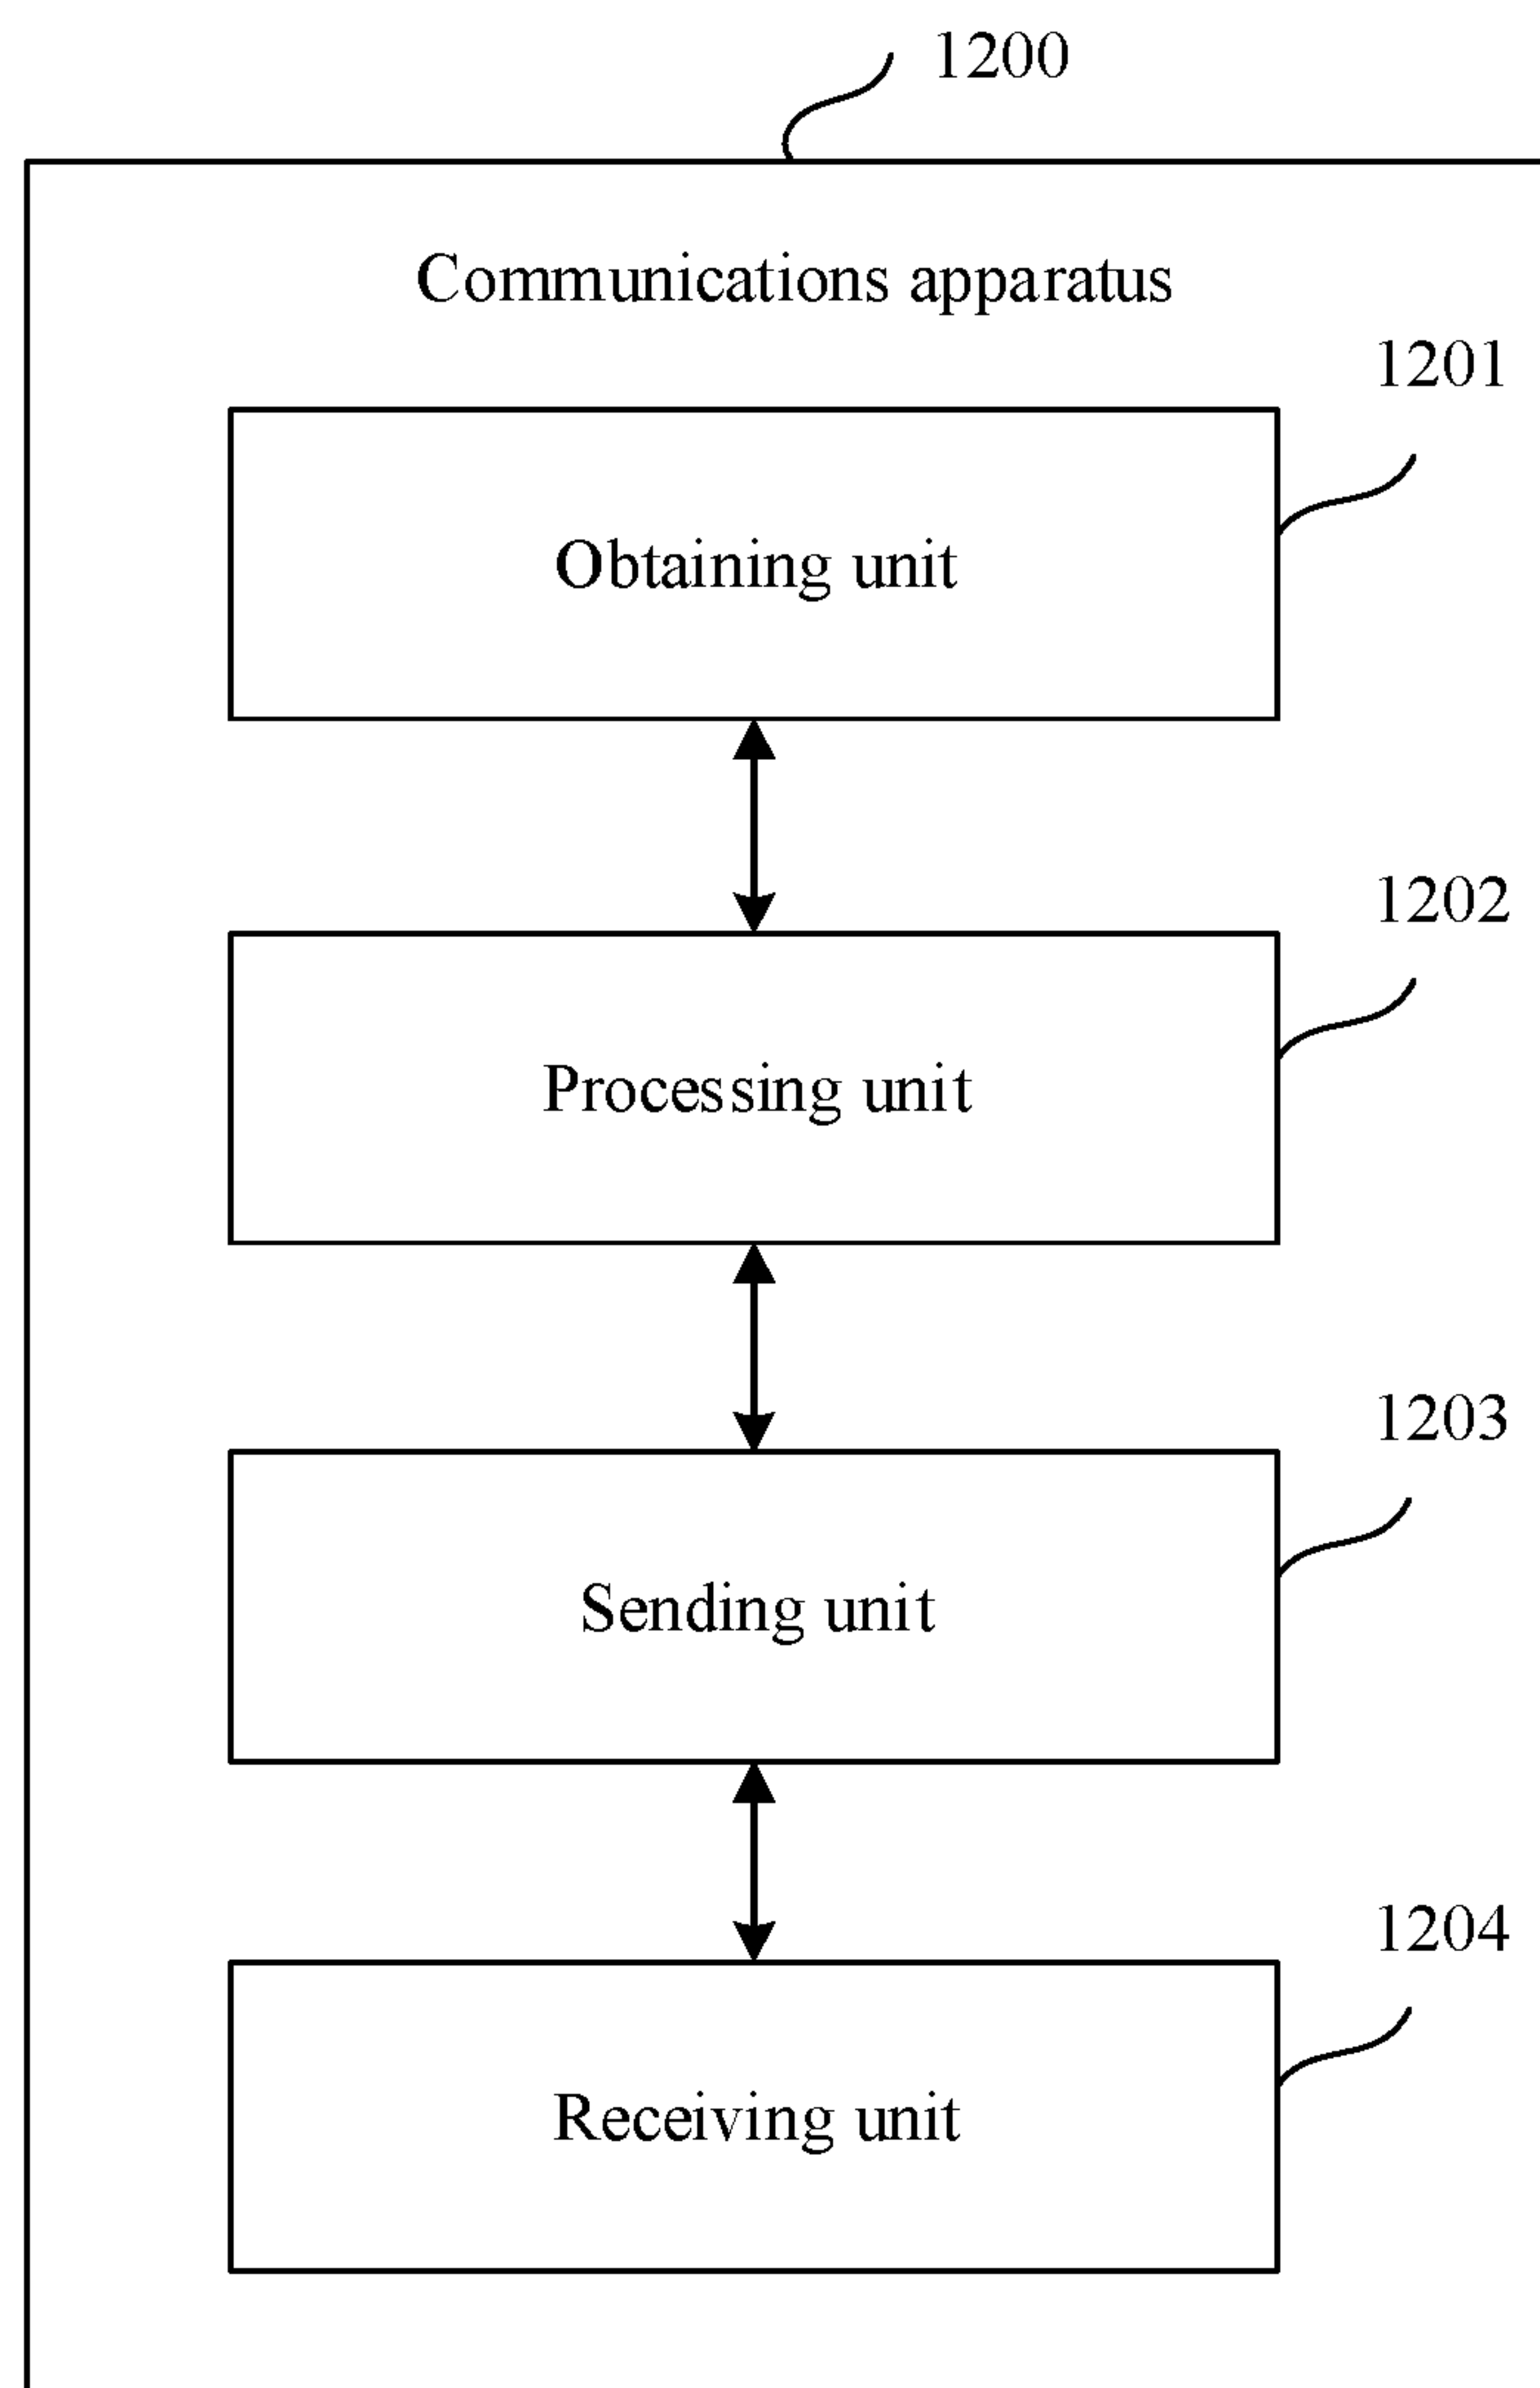 1200
Communications apparatus
1201
Obtaining unit
1202
Processing unit
1203
Sending unit
1204
Receiving unit